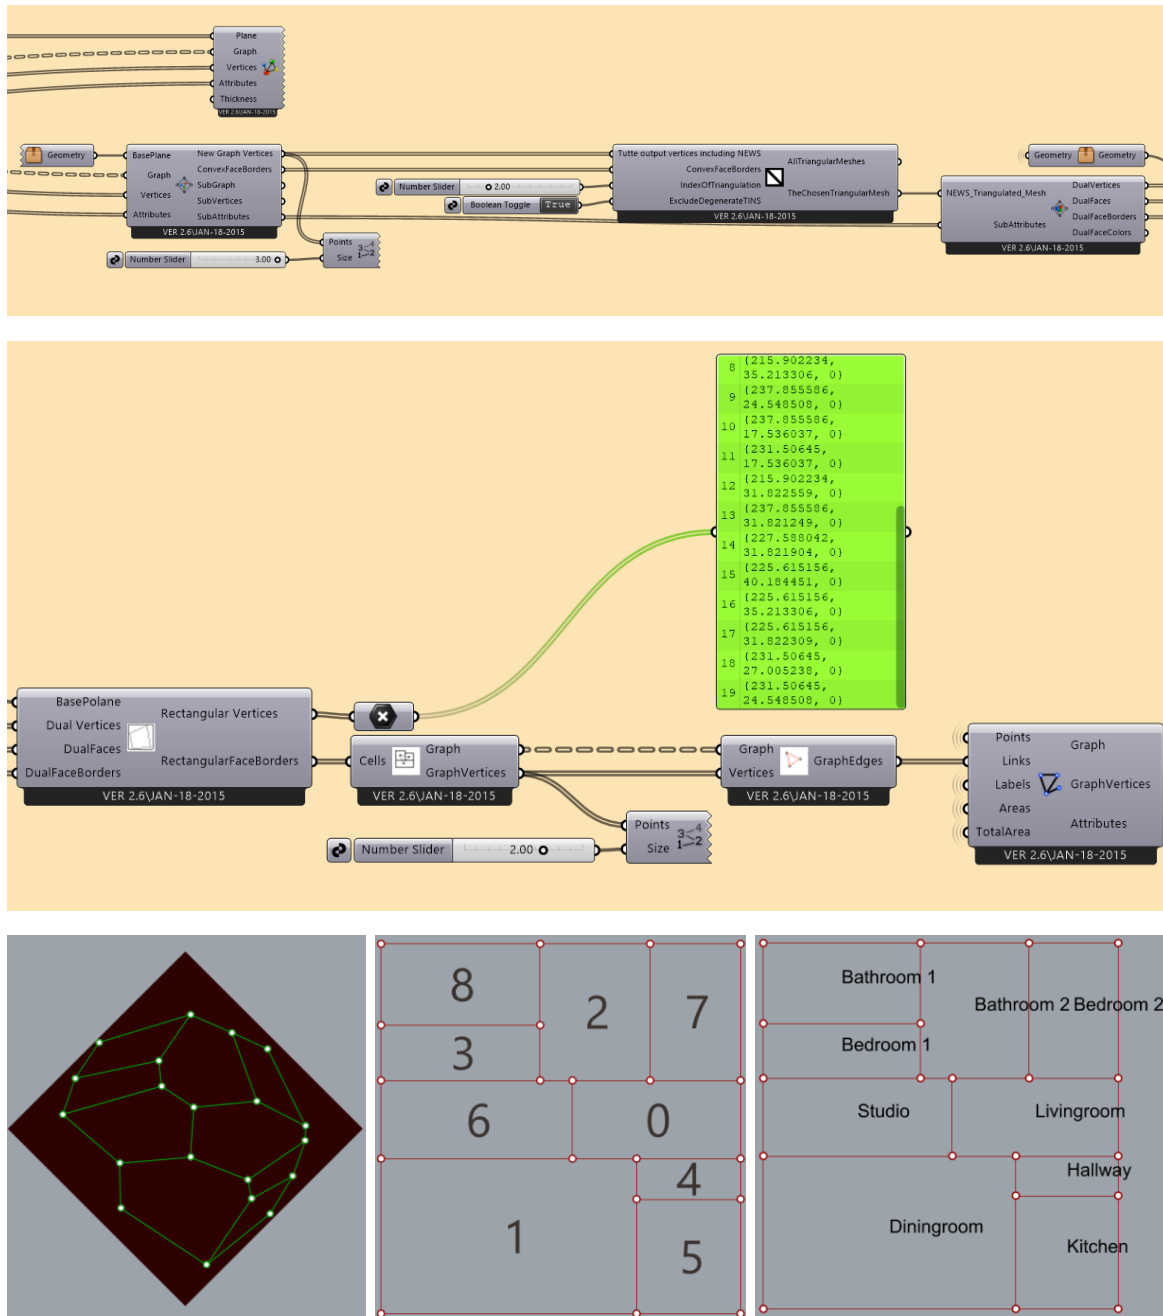 Plane
Graph
Vertices
Attributes
Thickness
VER 2.6\JAN-18-2015
Geometry
BasePlane
Graph
Vertices
Attributes
New Graph Vertices
ConvexFaceBorders
SubGraph
SubVertices
SubAttributes
VER 2.6\JAN-18-2015
Number Slider 3.00
Points
Size
3 4
1 2
Number Slider 2.00
Boolean Toggle True
Tutte output vertices including NEWS
ConvexFaceBorders
IndexOfTriangulation
ExcludeDegenerateTINS
AllTriangularMeshes
TheChosenTriangularMesh
VER 2.6\JAN-18-2015
Geometry Geometry
NEWS_Triangulated_Mesh
SubAttributes
DualVertices
DualFaces
DualFaceBorders
DualFaceColors
VER 2.6\JAN-18-2015
8 {215.902234,
35.213306, 0}
9 {237.855586,
24.548508, 0}
10 {237.855586,
17.536037, 0}
11 {231.50645,
17.536037, 0}
12 {215.902234,
31.822559, 0}
13 {237.855586,
31.821249, 0}
14 {227.588042,
31.821904, 0}
15 {225.615156,
40.184451, 0}
16 {225.615156,
35.213306, 0}
17 {225.615156,
31.822309, 0}
18 {231.50645,
27.005238, 0}
19 {231.50645,
24.548508, 0}
BasePolane
Dual Vertices
DualFaces
DualFaceBorders
Rectangular Vertices
RectangularFaceBorders
VER 2.6\JAN-18-2015
Cells
Graph
GraphVertices
VER 2.6\JAN-18-2015
Number Slider 2.00
Points
Size
3 4
1 2
Graph
Vertices
GraphEdges
VER 2.6\JAN-18-2015
Points
Links
Labels
Areas
TotalArea
Graph
GraphVertices
Attributes
VER 2.6\JAN-18-2015
8
2
7
3
6
0
4
1
5
Bathroom 1
Bathroom 2
Bedroom 2
Bedroom 1
Studio
Livingroom
Hallway
Diningroom
Kitchen